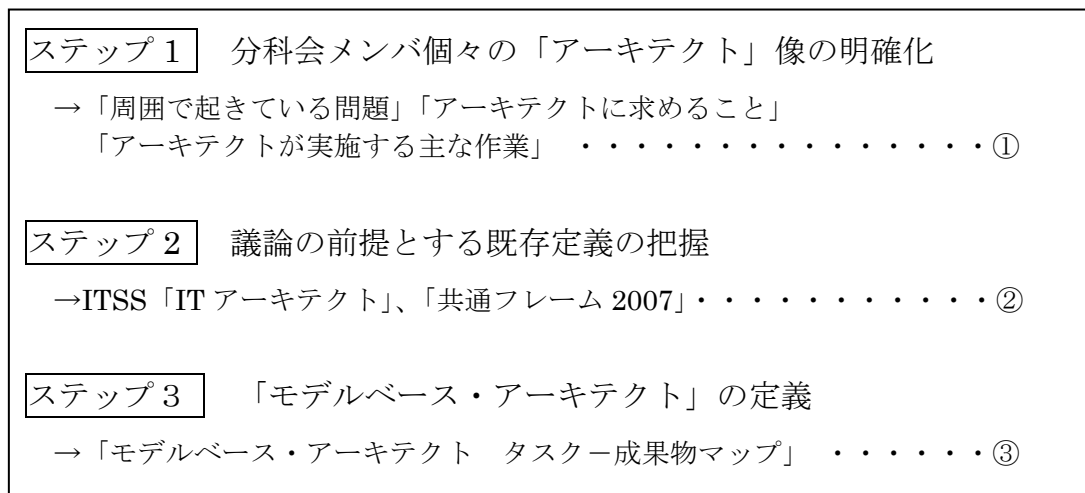 ステップ 1 分科会メンバ個々の「アーキテクト」像の明確化
→「周囲で起きている問題」「アーキテクトに求めること」
「アーキテクトが実施する主な作業」 ・・・・・・・・・・・・・・・①
ステップ 2 議論の前提とする既存定義の把握
→ITSS「IT アーキテクト」、「共通フレーム 2007」・・・・・・・・・・・②
ステップ３ 「モデルベース・アーキテクト」の定義
→「モデルベース・アーキテクト　タスク－成果物マップ」 ・・・・・・③